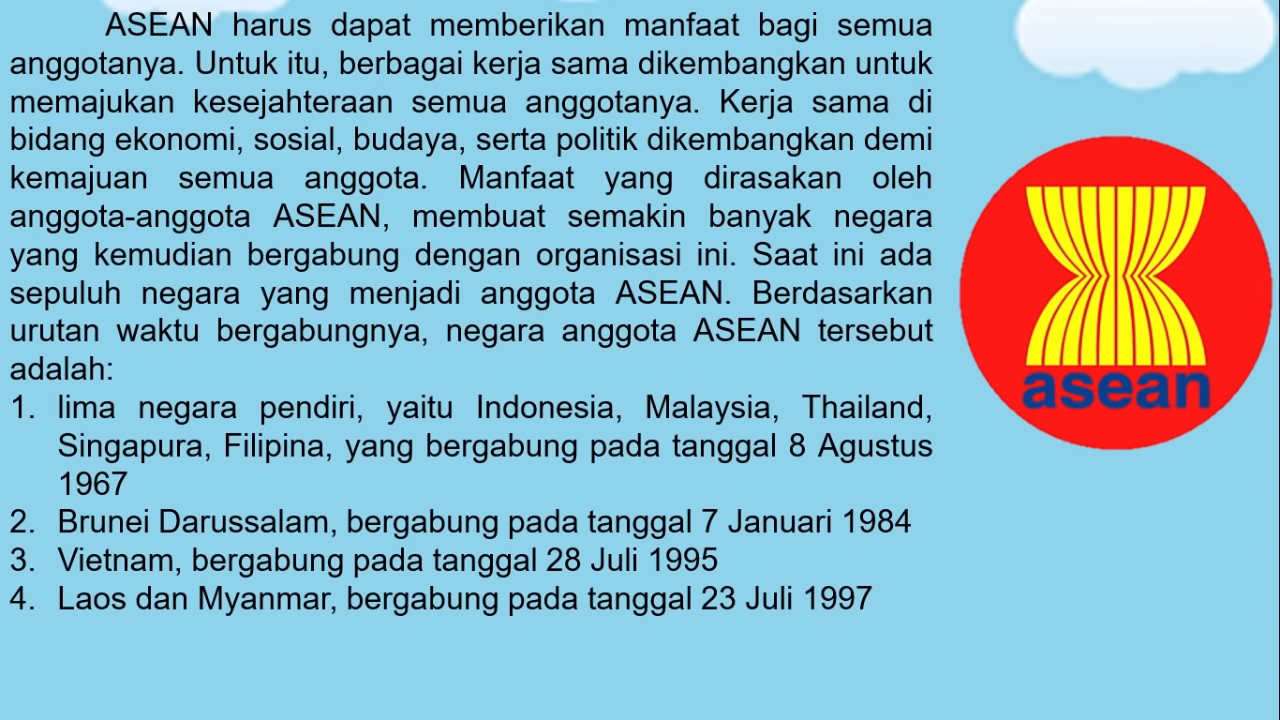 ASEAN harus dapat memberikan manfaat bagi semua
anggotanya. Untuk itu, berbagai kerja sama dikembangkan untuk
memajukan kesejahteraan semua anggotanya. Kerja sama di
bidang ekonomi, sosial, budaya, serta politik dikembangkan demi
kemajuan semua anggota. Manfaat yang dirasakan oleh
anggota-anggota ASEAN, membuat semakin banyak negara
yang kemudian bergabung dengan organisasi ini. Saat ini ada
sepuluh negara yang menjadi anggota ASEAN. Berdasarkan
urutan waktu bergabungnya, negara anggota ASEAN tersebut
adalah:
1. lima negara pendiri, yaitu Indonesia, Malaysia, Thailand,
Singapura, Filipina, yang bergabung pada tanggal 8 Agustus
1967
2. Brunei Darussalam, bergabung pada tanggal 7 Januari 1984
3. Vietnam, bergabung pada tanggal 28 Juli 1995
4. Laos dan Myanmar, bergabung pada tanggal 23 Juli 1997
asean